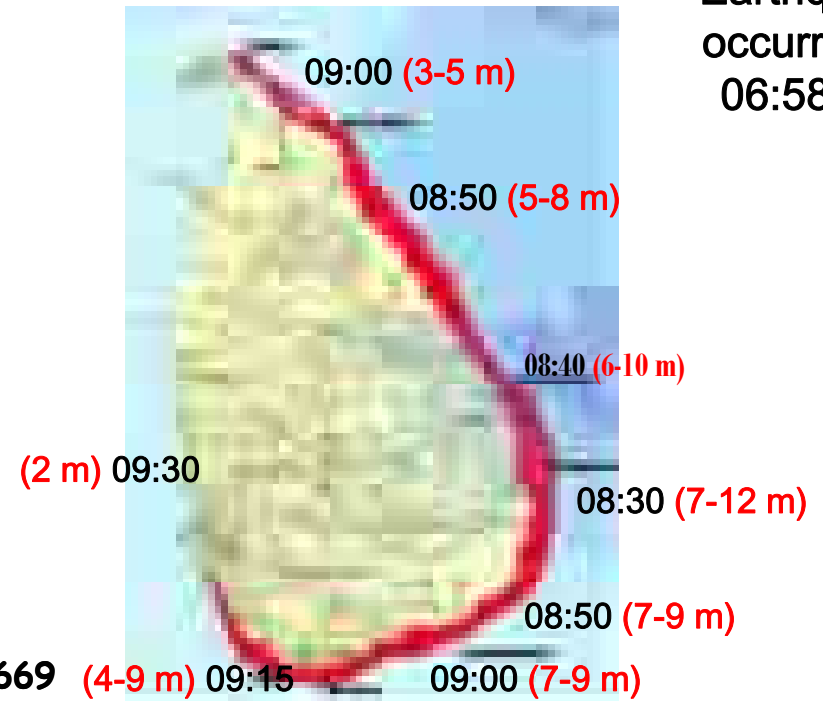 09:00 (3-5 m)
occurr
06:58
08:50 (5-8 m)
08:40 (6-10 m)
(2 m) 09:30
08:30 (7-12 m)
08:50 (7-9 m)
669 (4-9 m) 09:15
09:00 (7-9 m)